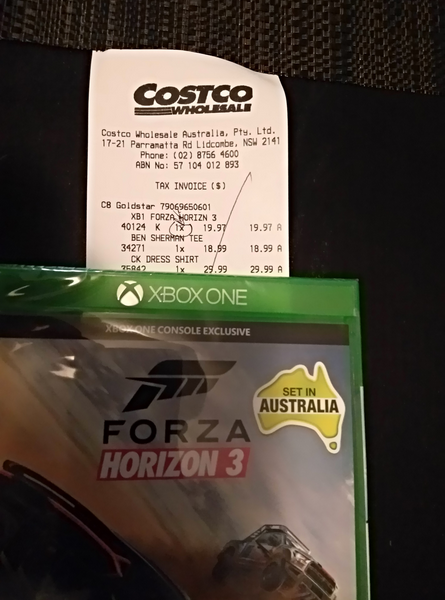 COSTCO
WHOLESALE
Costco Wholesale Australia, Pty. Ltd.
17-21 Parramatta Rd Lidcombe, NSW 2141
Phone: (02) 8756 4600
ABN No: 57 104 012 893
TAX INVOICE ($)
C8 Goldstar 79069650601
XB1 FORZA HORIZN 3
40124 K 1x 19.97 19.97 A
BEN SHERMAN TEE
34271 1x 18.99 18.99 A
CK DRESS SHIRT
35842 1x 29.99 29.99 A
XBOX ONE
XBOX ONE CONSOLE EXCLUSIVE
SET IN
AUSTRALIA
FORZA
HORIZON 3